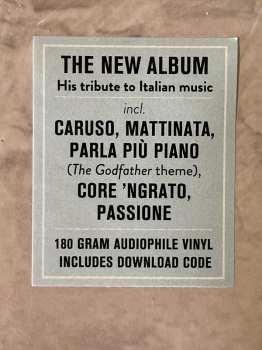 THE NEW ALBUM
His tribute to Italian music
incl.
CARUSO, MATTINATA,
PARLA PIÙ PIANO
(The Godfather theme),
CORE 'NGRATO,
PASSIONE
180 GRAM AUDIOPHILE VINYL
INCLUDES DOWNLOAD CODE